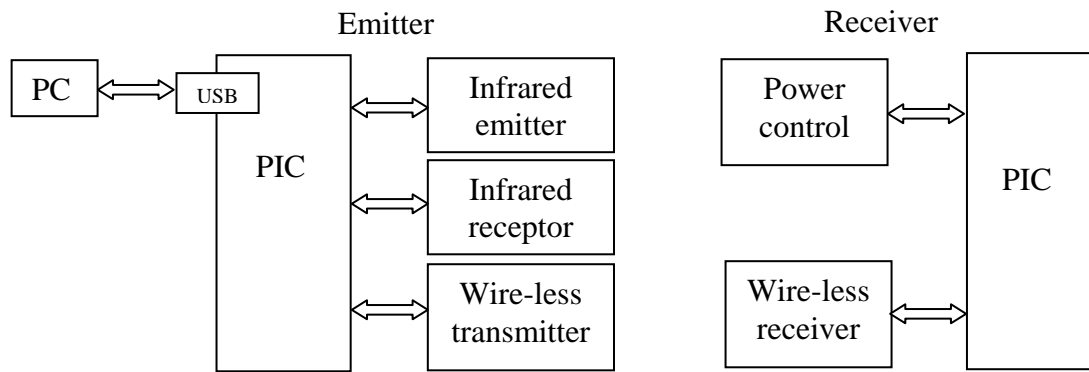 Emitter
PC
USB
PIC
Infrared
emitter
Infrared
receptor
Wire-less
transmitter
Receiver
Power
control
PIC
Wire-less
receiver